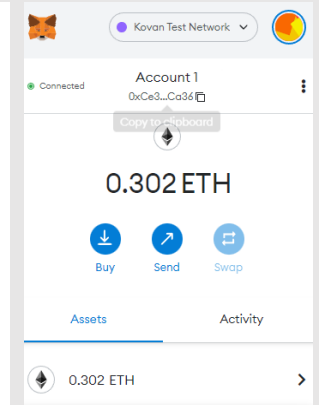 Kovan Test Network
Connected
Account 1
0xCe3...Ca36
Copy to clipboard
0.302 ETH
Buy
Send
Swap
Assets
Activity
0.302 ETH